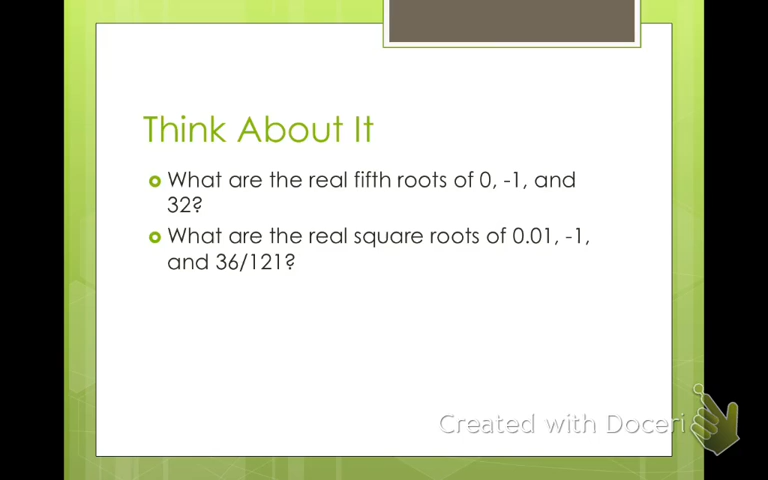 Think About It
What are the real fifth roots of 0, -1, and
32?
What are the real square roots of 0.01, -1,
and 36/121?
Created with Doceri